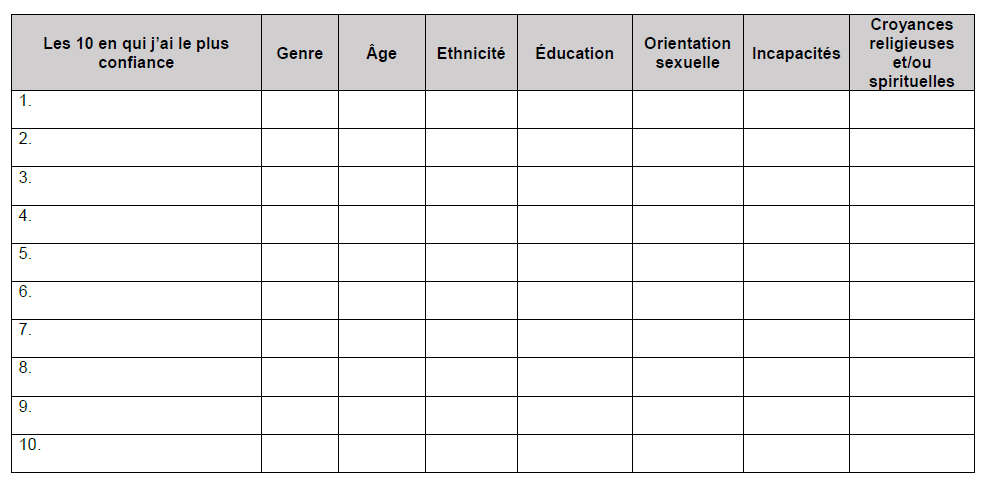 Les 10 en qui j'ai le plus
confiance
Genre
Âge
Ethnicité
Éducation
Orientation
sexuelle
Incapacités
Croyances
religieuses
et/ou
spirituelles
1.
2.
3.
4.
5.
6.
7.
8.
9.
10.